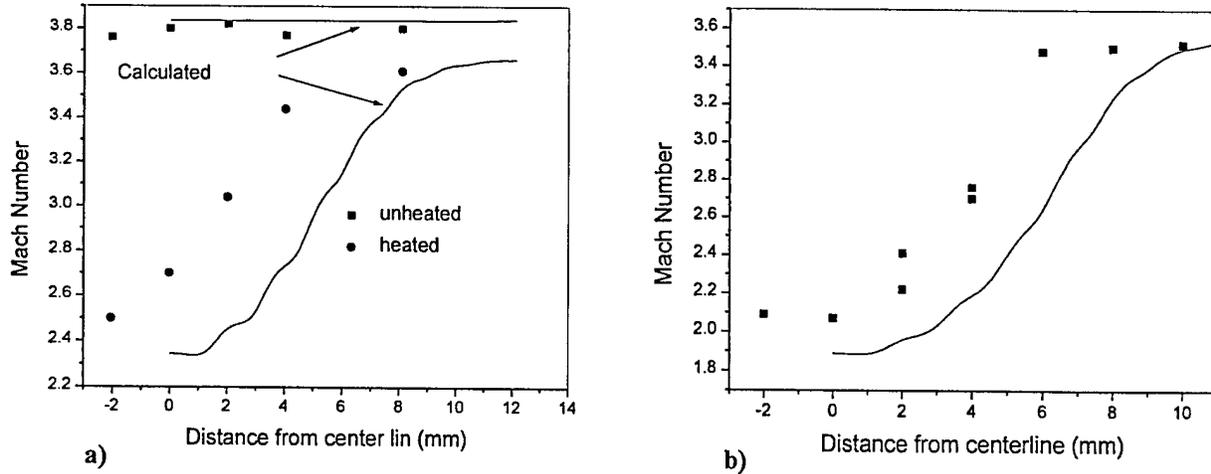 3.8
3.6
3.4
3.2
3.0
2.8
2.6
2.4
2.2
Mach Number
Calculated
unheated
heated
-2 0 2 4 6 8 10 12 14
Distance from center lin (mm)
a)
3.6
3.4
3.2
3.0
2.8
2.6
2.4
2.2
2.0
1.8
Mach Number
-2 0 2 4 6 8 10
Distance from centerline (mm)
b)